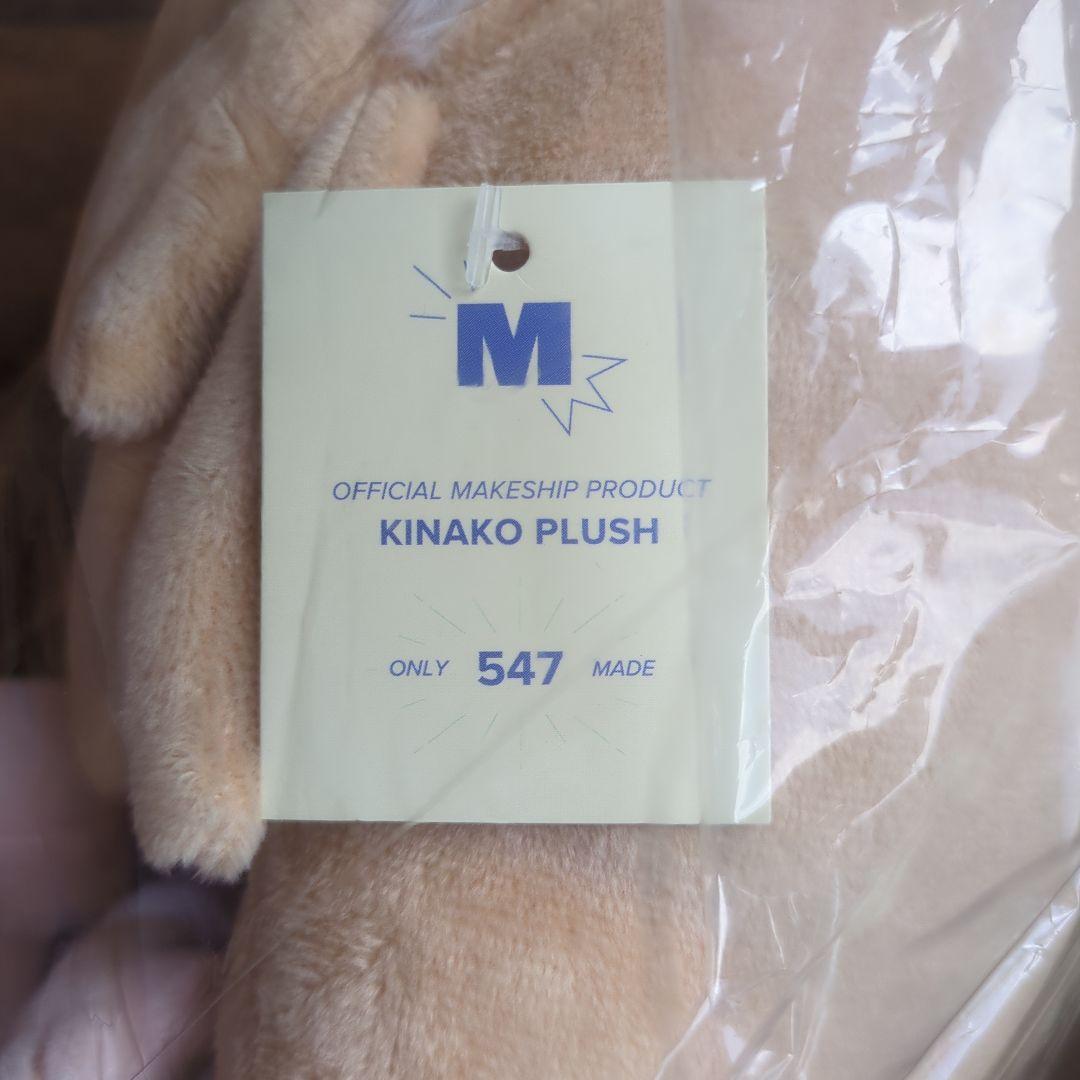 M
OFFICIAL MAKESHIP PRODUCT
KINAKO PLUSH
ONLY 547 MADE